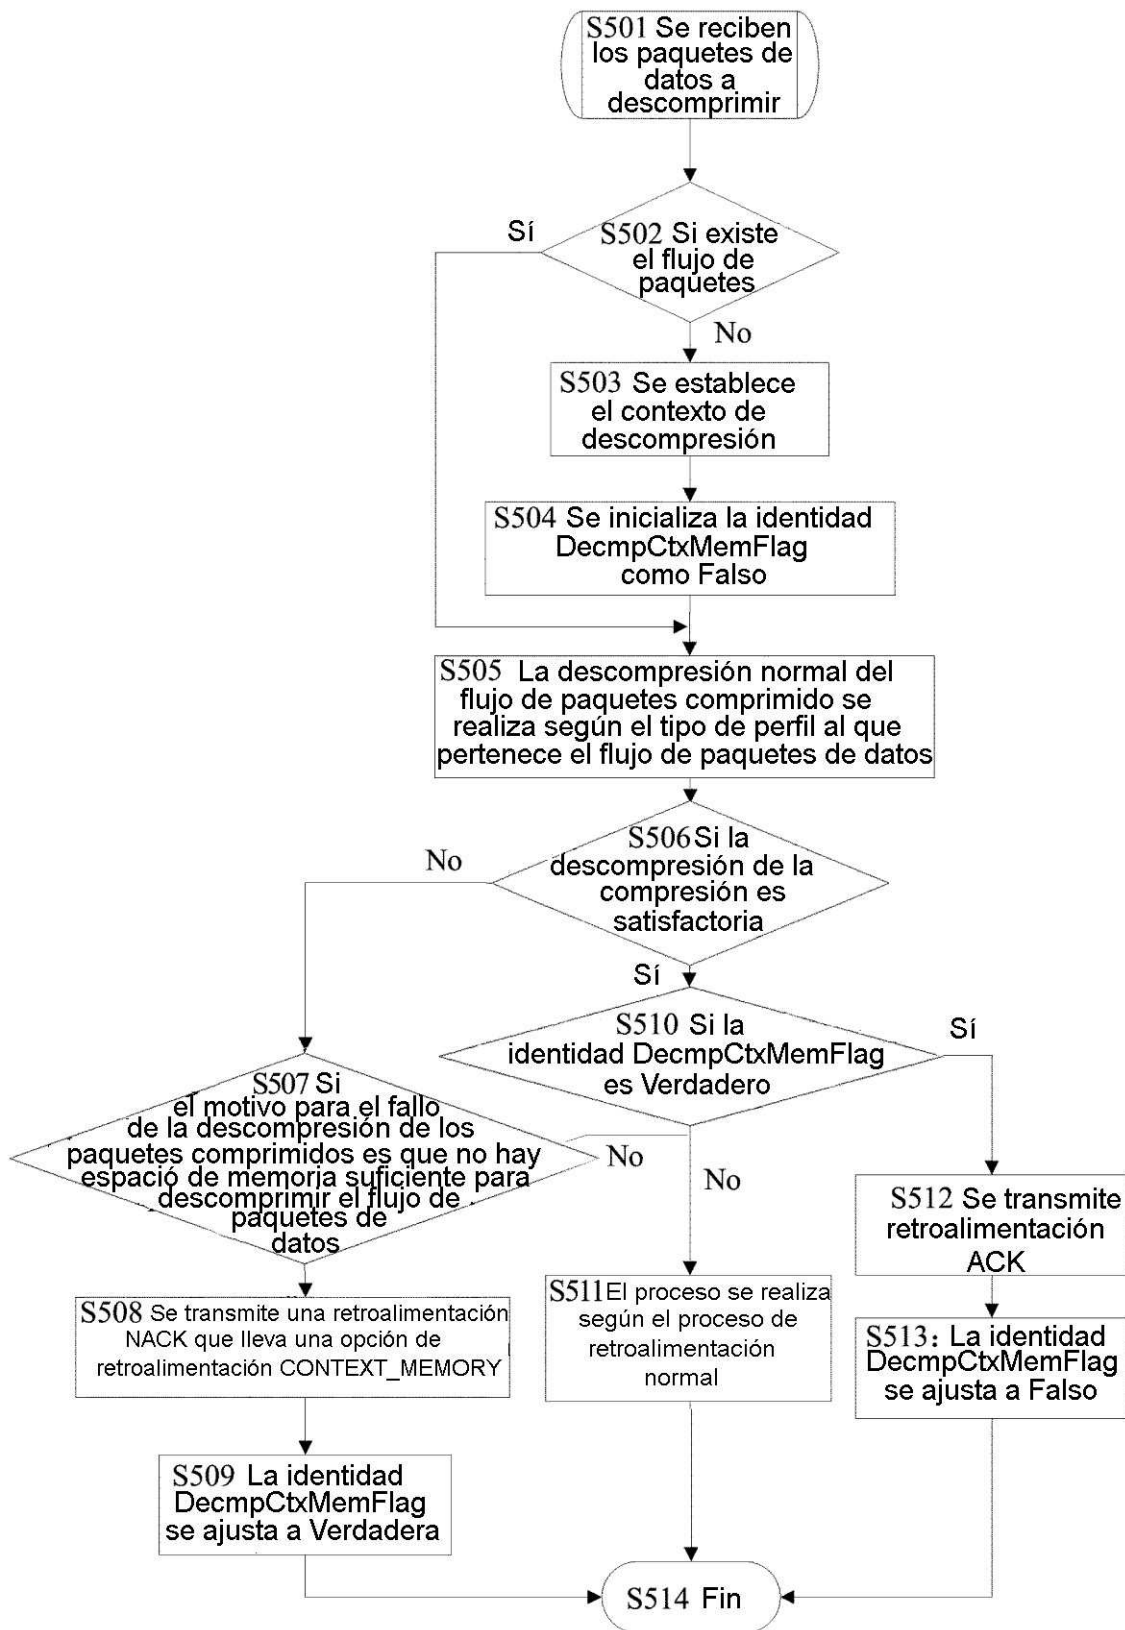 S501 Se reciben
los paquetes de
datos a
descomprimir
Sí
S502 Si existe
el flujo de
paquetes
No
S503 Se establece
el contexto de
descompresión
S504 Se inicializa la identidad
DecmpCtxMemFlag
como Falso
S505 La descompresión normal del
flujo de paquetes comprimido se
realiza según el tipo de perfil al que
pertenece el flujo de paquetes de datos
No
S506 Si la
descompresión de la
compresión es
satisfactoria
Sí
S510 Si la
identidad DecmpCtxMemFlag
es Verdadero
Sí
S507 Si
el motivo para el fallo
de la descompresión de los
paquetes comprimidos es que no hay
espació de memoria suficiente para
descomprimir el flujo de
paquetes de
datos
No
No
S512 Se transmite
retroalimentación
ACK
S508 Se transmite una retroalimentación
NACK que lleva una opción de
retroalimentación CONTEXT_MEMORY
S511 El proceso se realiza
según el proceso de
retroalimentación
normal
S513: La identidad
DecmpCtxMemFlag
se ajusta a Falso
S509 La identidad
DecmpCtxMemFlag
se ajusta a Verdadera
S514 Fin